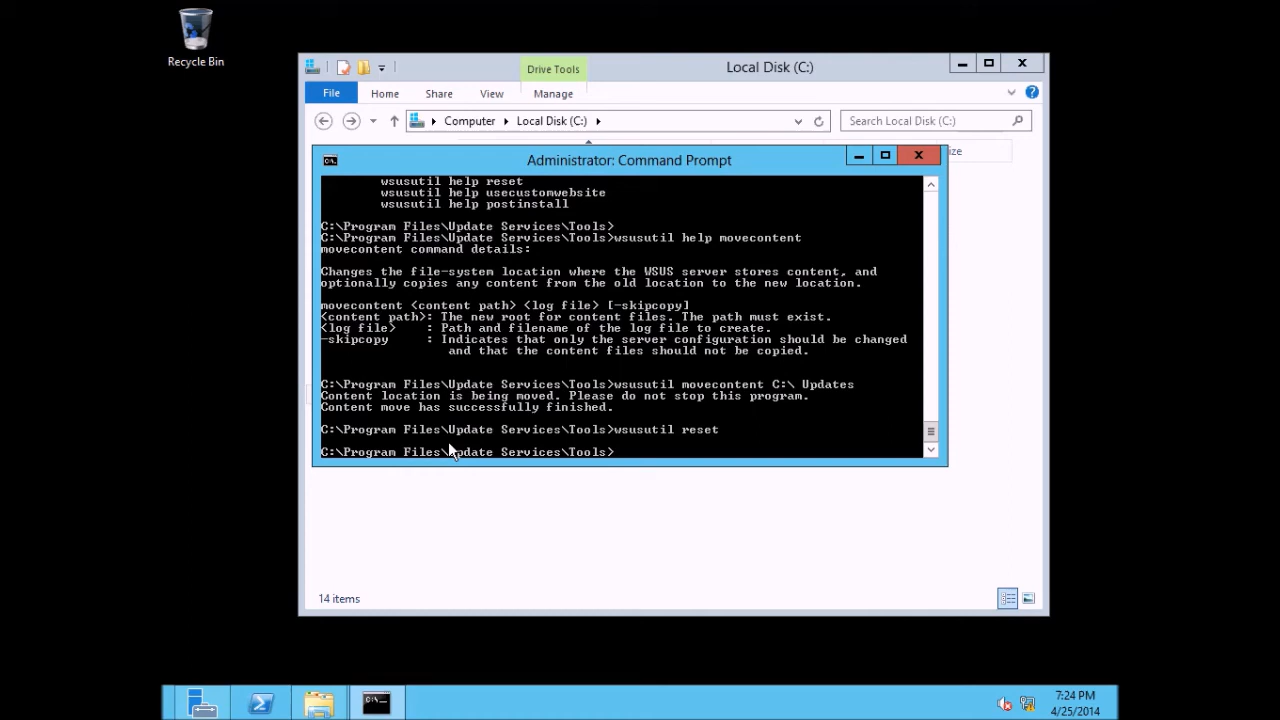 Recycle Bin
Drive Tools
Local Disk (C:)
File Home Share View Manage
Computer Local Disk (C:)
Search Local Disk (C:)
ize
Administrator: Command Prompt
wsusutil help reset
wsusutil help usecustomwebsite
wsusutil help postinstall
C:\Program Files\Update Services\Tools>
C:\Program Files\Update Services\Tools>wsusutil help movecontent
movecontent command details:
Changes the file-system location where the WSUS server stores content, and
optionally copies any content from the old location to the new location.
movecontent <content path> <log file> [-skipcopy]
<content path>: The new root for content files. The path must exist.
<log file> : Path and filename of the log file to create.
-skipcopy : Indicates that only the server configuration should be changed
and that the content files should not be copied.
C:\Program Files\Update Services\Tools>wsusutil movecontent C:\ Updates
Content location is being moved. Please do not stop this program.
Content move has successfully finished.
C:\Program Files\Update Services\Tools>wsusutil reset
C:\Program Files\Update Services\Tools>
14 items
7:24 PM
4/25/2014